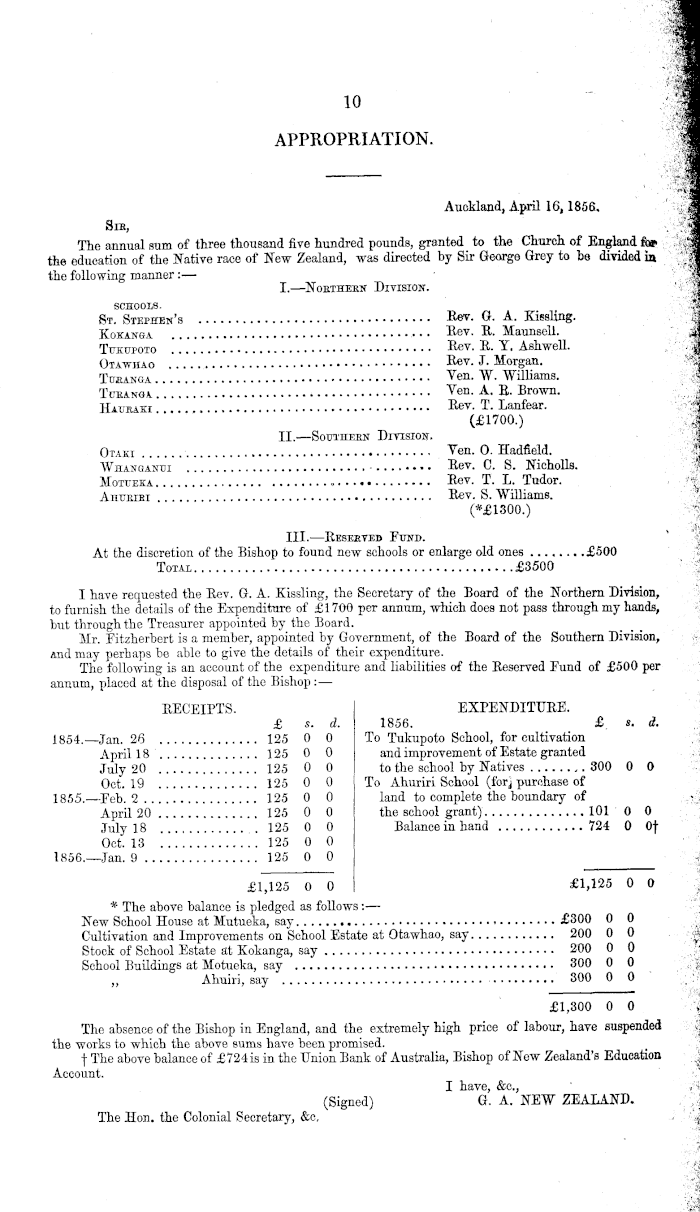 10
APPROPRIATION.
Auckland, April 16, 1856.
SIR,
The annual sum of three thousand five hundred pounds, granted to the Church of England for
the education of the Native race of New Zealand, was directed by Sir George Grey to be divided in
the following manner:—
I.—NORTHERN DIVISION.
SCHOOLS.
ST. STEPHEN'S .............................. Rev. G. A. Kissling.
KOKANGA .................................. Rev. R. Maunsell.
TUKUPOTO .................................. Rev. R. Y. Ashwell.
OTAWHAO .................................. Rev. J. Morgan.
TURANGA .................................. Ven. W. Williams.
TURANGA .................................. Ven. A. R. Brown.
HAURAKI .................................. Rev. T. Lanfear.
(£1700.)
II.—SOUTHERN DIVISION.
OTAKI .................................. Ven. O. Hadfield.
WHANGANUI .................................. Rev. C. S. Nicholls.
MOTUEKA .................................. Rev. T. L. Tudor.
AHURIRI .................................. Rev. S. Williams.
(*£1300.)
III.—RESERVED FUND.
At the discretion of the Bishop to found new schools or enlarge old ones ........£500
TOTAL..........................................£3500
I have requested the Rev. G. A. Kissling, the Secretary of the Board of the Northern Division,
to furnish the details of the Expenditure of £1700 per annum, which does not pass through my hands,
but through the Treasurer appointed by the Board.
Mr. Fitzherbert is a member, appointed by Government, of the Board of the Southern Division,
and may perhaps be able to give the details of their expenditure.
The following is an account of the expenditure and liabilities of the Reserved Fund of £500 per
annum, placed at the disposal of the Bishop:—
RECEIPTS.
£ s. d.
1854.—Jan. 26 .............. 125 0 0
April 18 .............. 125 0 0
July 20 .............. 125 0 0
Oct. 19 .............. 125 0 0
1855.—Feb. 2 .............. 125 0 0
April 20 .............. 125 0 0
July 18 .............. 125 0 0
Oct. 13 .............. 125 0 0
1856.—Jan. 9 .............. 125 0 0
£1,125 0 0
EXPENDITURE.
1856. £ s. d.
To Tukupoto School, for cultivation
and improvement of Estate granted
to the school by Natives ........ 300 0 0
To Ahuriri School (for purchase of
land to complete the boundary of
the school grant).............. 101 0 0
Balance in hand ............ 724 0 0†
£1,125 0 0
* The above balance is pledged as follows:—
New School House at Mutueka, say.................................. £300 0 0
Cultivation and Improvements on School Estate at Otawhao, say........... 200 0 0
Stock of School Estate at Kokanga, say .............................. 200 0 0
School Buildings at Motueka, say .................................. 300 0 0
„ Ahuiri, say .................................. 300 0 0
£1,300 0 0
The absence of the Bishop in England, and the extremely high price of labour, have suspended
the works to which the above sums have been promised.
† The above balance of £724 is in the Union Bank of Australia, Bishop of New Zealand's Education
Account.
I have, &c.,
(Signed) G. A. NEW ZEALAND.
The Hon. the Colonial Secretary, &c.